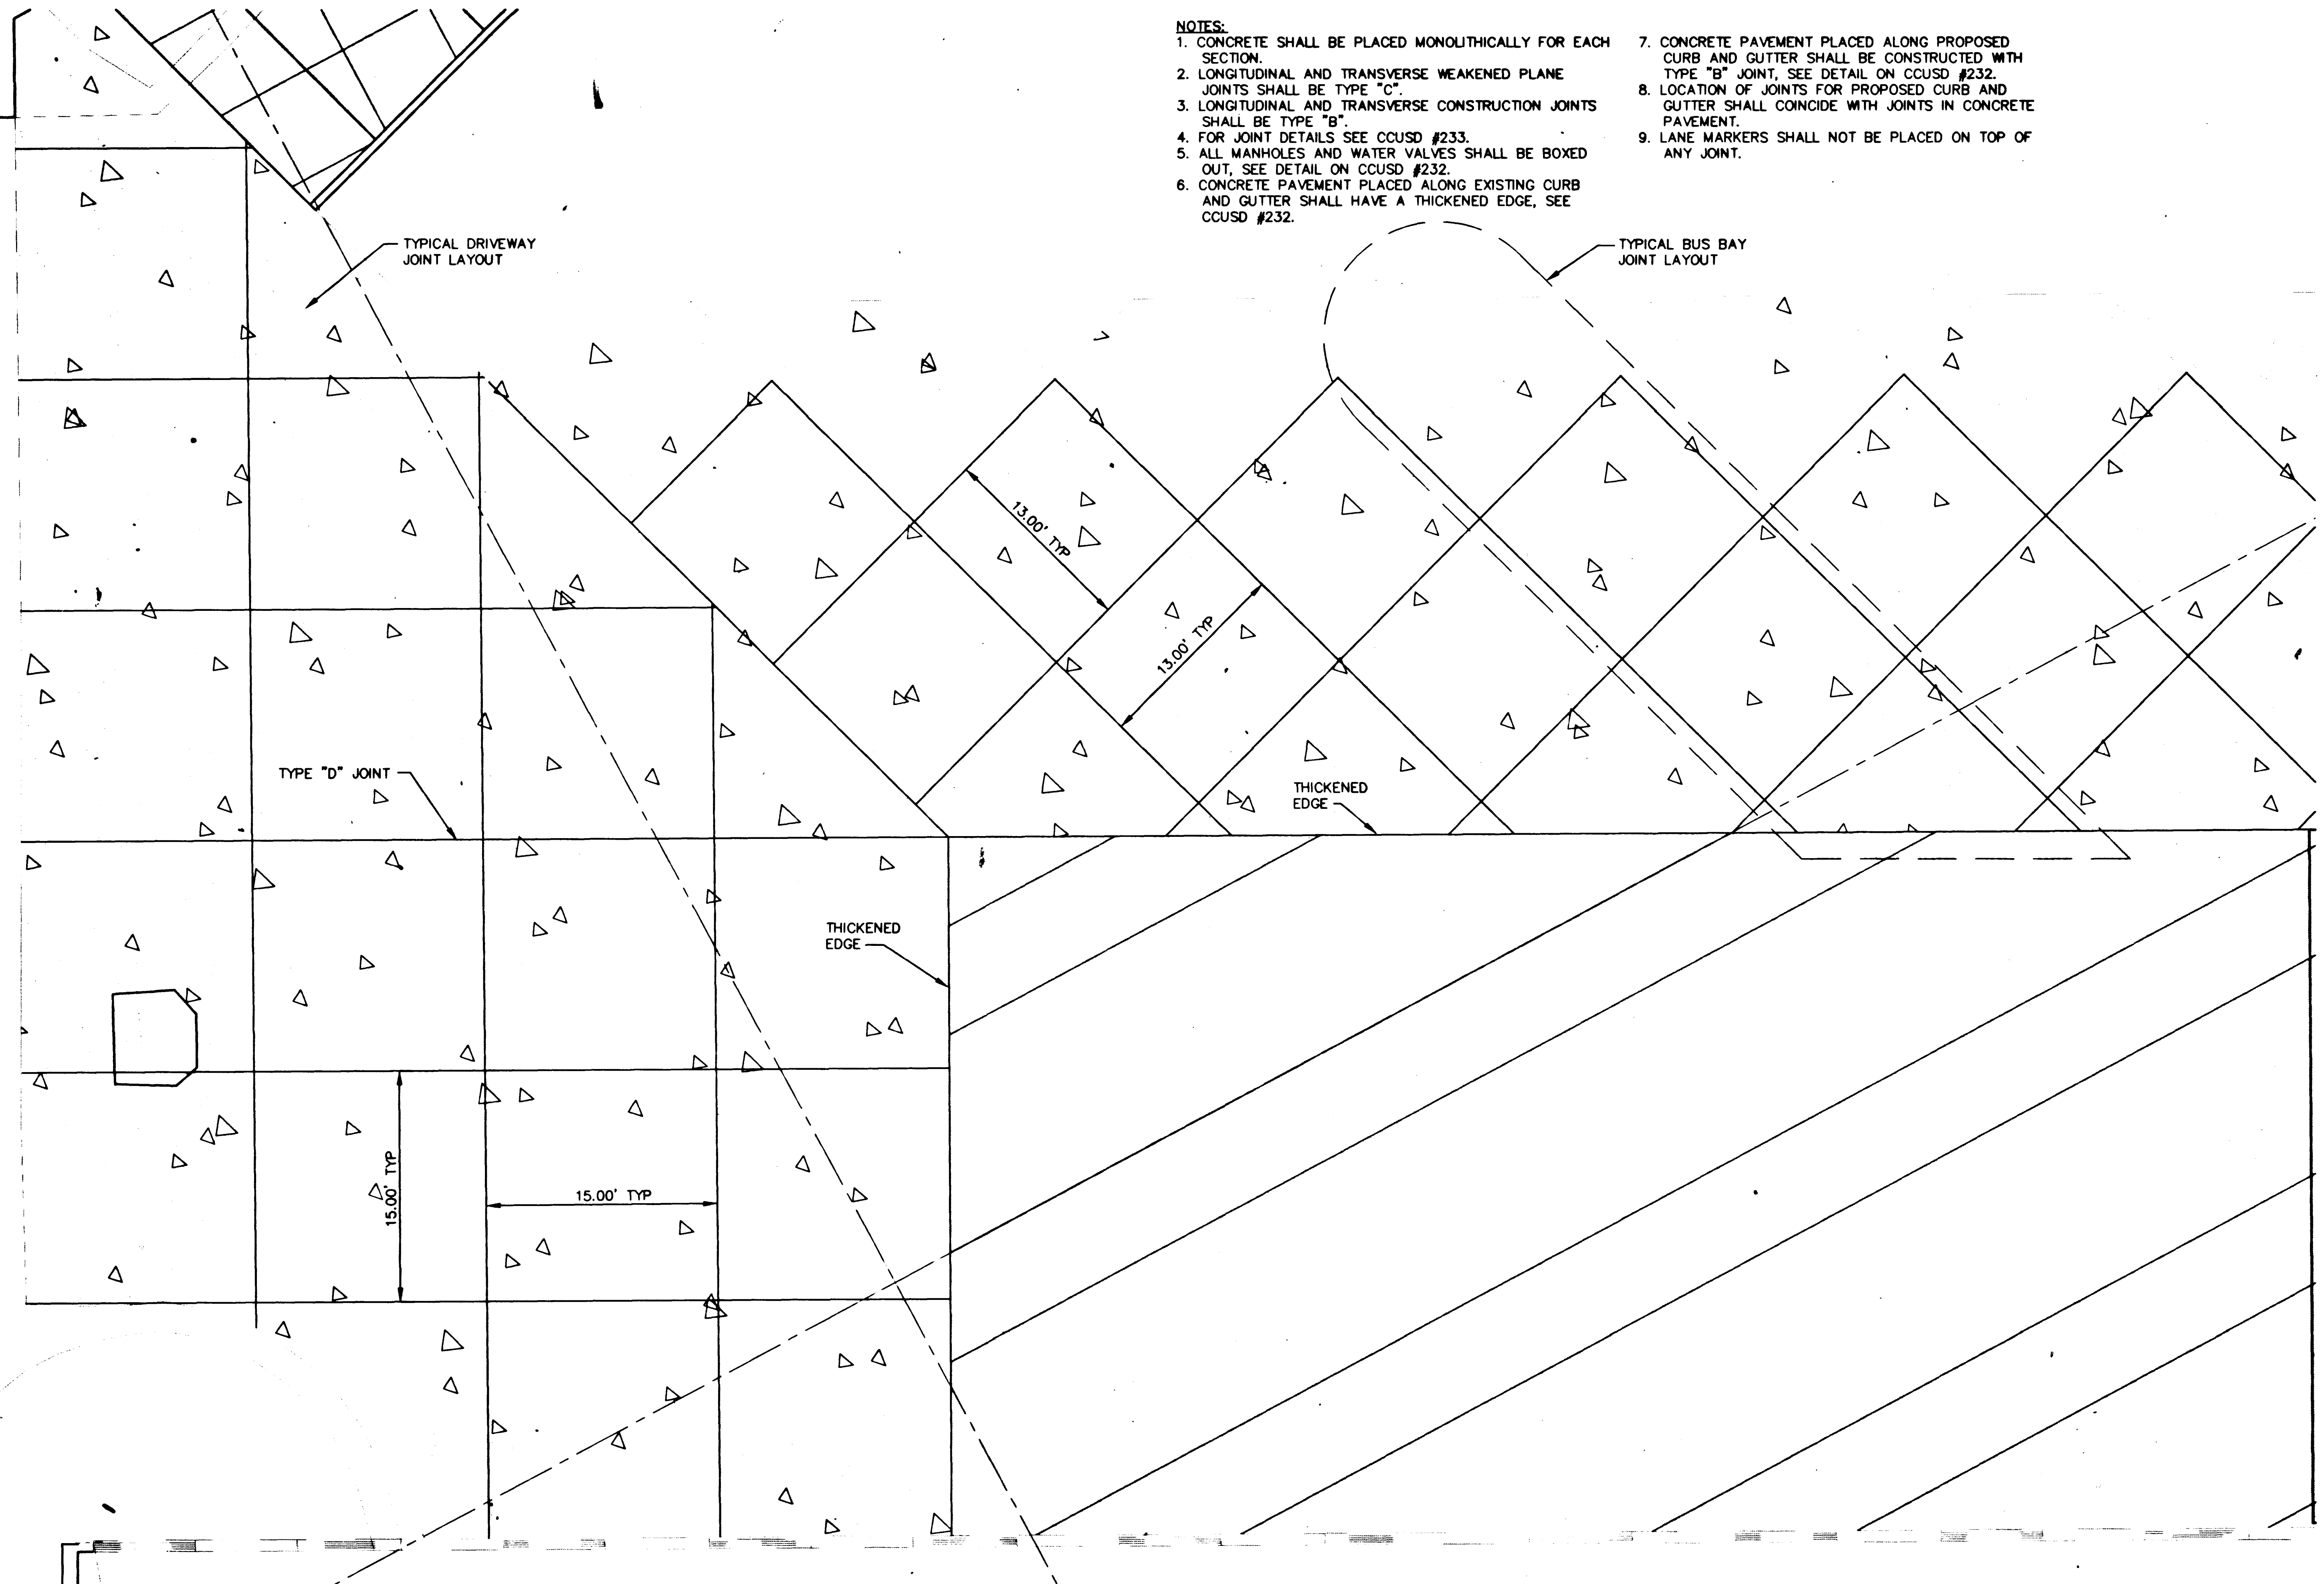 NOTES:
1. CONCRETE SHALL BE PLACED MONOLITHICALLY FOR EACH
SECTION.
2. LONGITUDINAL AND TRANSVERSE WEAKENED PLANE
JOINTS SHALL BE TYPE "C".
3. LONGITUDINAL AND TRANSVERSE CONSTRUCTION JOINTS
SHALL BE TYPE "B".
4. FOR JOINT DETAILS SEE CCUSD #233.
5. ALL MANHOLES AND WATER VALVES SHALL BE BOXED
OUT, SEE DETAIL ON CCUSD #232.
6. CONCRETE PAVEMENT PLACED ALONG EXISTING CURB
AND GUTTER SHALL HAVE A THICKENED EDGE, SEE
CCUSD #232.
7. CONCRETE PAVEMENT PLACED ALONG PROPOSED
CURB AND GUTTER SHALL BE CONSTRUCTED WITH
TYPE "B" JOINT, SEE DETAIL ON CCUSD #232.
8. LOCATION OF JOINTS FOR PROPOSED CURB AND
GUTTER SHALL COINCIDE WITH JOINTS IN CONCRETE
PAVEMENT.
9. LANE MARKERS SHALL NOT BE PLACED ON TOP OF
ANY JOINT.
TYPICAL DRIVEWAY
JOINT LAYOUT
TYPICAL BUS BAY
JOINT LAYOUT
13.00' TYP
13.00' TYP
TYPE "D" JOINT
THICKENED
EDGE
THICKENED
EDGE
15.00' TYP
15.00' TYP